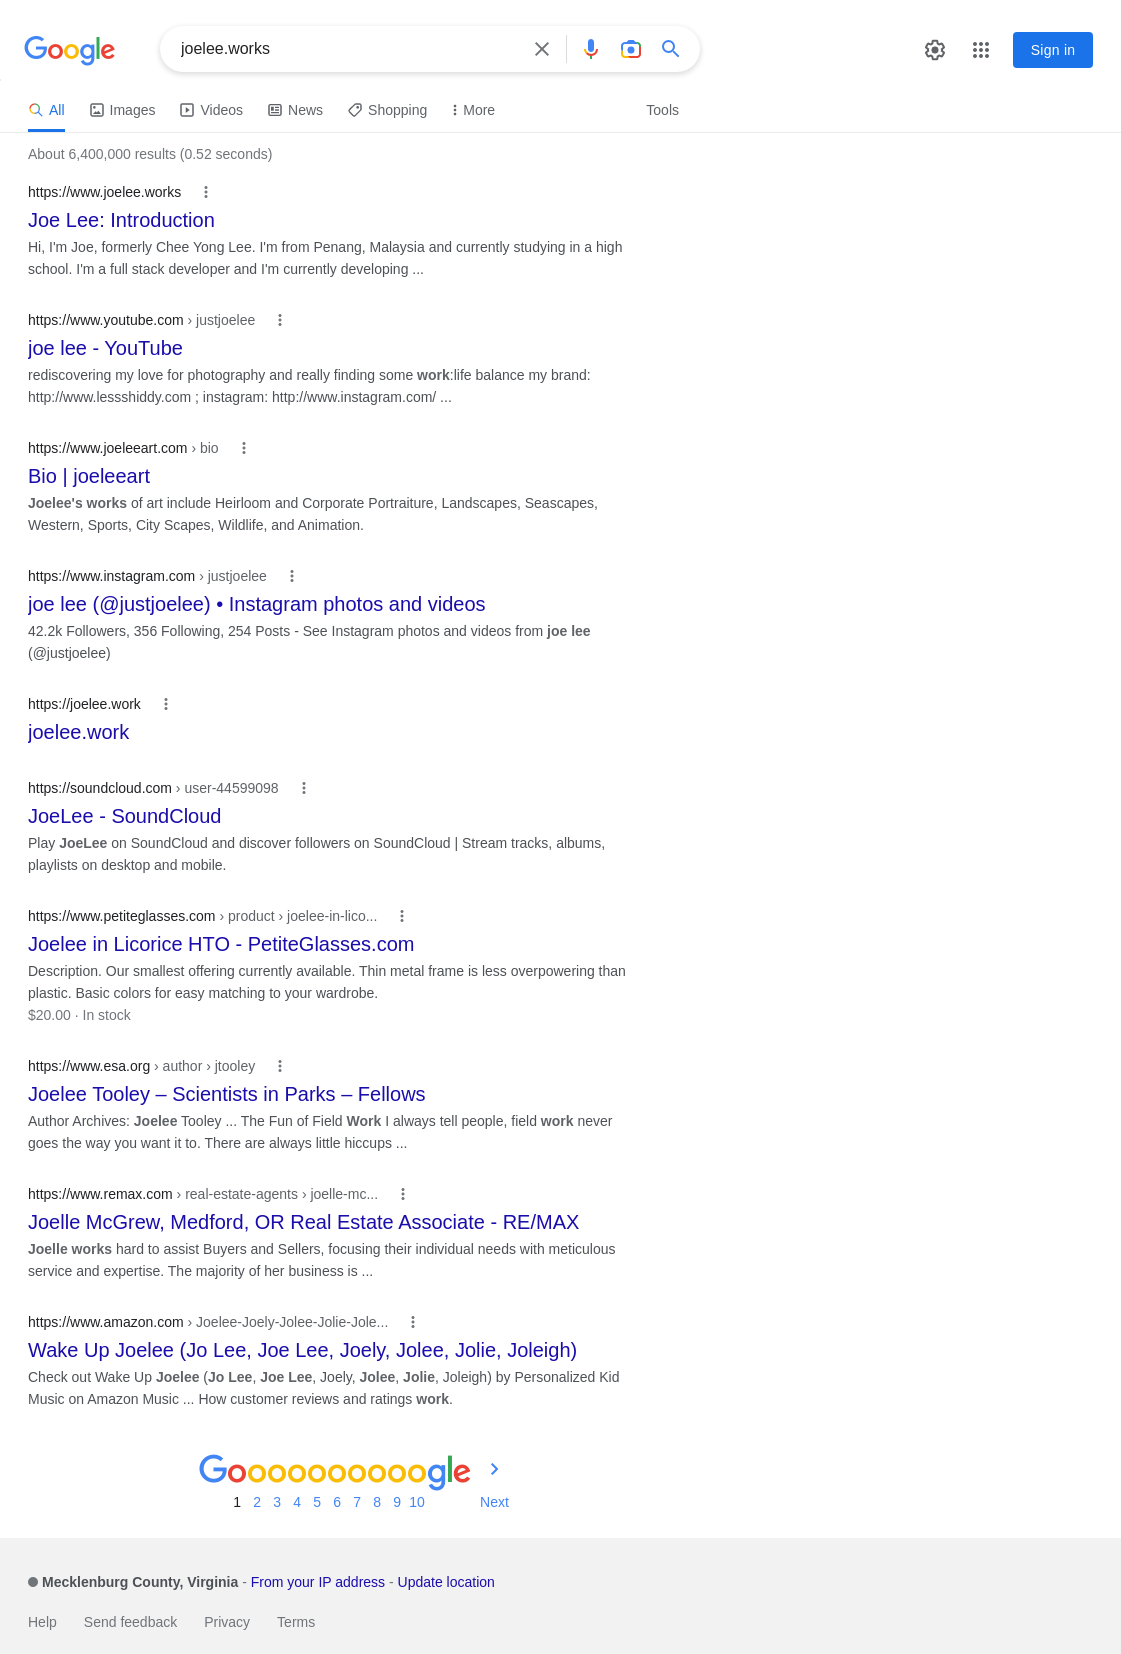 Google
joelee.works
Sign in
All
Images
Videos
News
Shopping
More
Tools
About 6,400,000 results (0.52 seconds)
https://www.joelee.works
Joe Lee: Introduction
Hi, I'm Joe, formerly Chee Yong Lee. I'm from Penang, Malaysia and currently studying in a high
school. I'm a full stack developer and I'm currently developing ...
https://www.youtube.com › justjoelee
joe lee - YouTube
rediscovering my love for photography and really finding some work:life balance my brand:
http://www.lessshiddy.com ; instagram: http://www.instagram.com/ ...
https://www.joeleeart.com › bio
Bio | joeleeart
Joelee's works of art include Heirloom and Corporate Portraiture, Landscapes, Seascapes,
Western, Sports, City Scapes, Wildlife, and Animation.
https://www.instagram.com › justjoelee
joe lee (@justjoelee) • Instagram photos and videos
42.2k Followers, 356 Following, 254 Posts - See Instagram photos and videos from joe lee
(@justjoelee)
https://joelee.work
joelee.work
https://soundcloud.com › user-44599098
JoeLee - SoundCloud
Play JoeLee on SoundCloud and discover followers on SoundCloud | Stream tracks, albums,
playlists on desktop and mobile.
https://www.petiteglasses.com › product › joelee-in-lico...
Joelee in Licorice HTO - PetiteGlasses.com
Description. Our smallest offering currently available. Thin metal frame is less overpowering than
plastic. Basic colors for easy matching to your wardrobe.
$20.00 · In stock
https://www.esa.org › author › jtooley
Joelee Tooley – Scientists in Parks – Fellows
Author Archives: Joelee Tooley ... The Fun of Field Work I always tell people, field work never
goes the way you want it to. There are always little hiccups ...
https://www.remax.com › real-estate-agents › joelle-mc...
Joelle McGrew, Medford, OR Real Estate Associate - RE/MAX
Joelle works hard to assist Buyers and Sellers, focusing their individual needs with meticulous
service and expertise. The majority of her business is ...
https://www.amazon.com › Joelee-Joely-Jolee-Jolie-Jole...
Wake Up Joelee (Jo Lee, Joe Lee, Joely, Jolee, Jolie, Joleigh)
Check out Wake Up Joelee (Jo Lee, Joe Lee, Joely, Jolee, Jolie, Joleigh) by Personalized Kid
Music on Amazon Music ... How customer reviews and ratings work.
Goooooooooogle
1 2 3 4 5 6 7 8 9 10 Next
Mecklenburg County, Virginia - From your IP address - Update location
Help Send feedback Privacy Terms